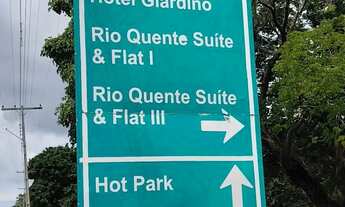 Hotel Giardino
Rio Quente Suíte
& Flat I
Rio Quente Suíte
& Flat III
Hot Park